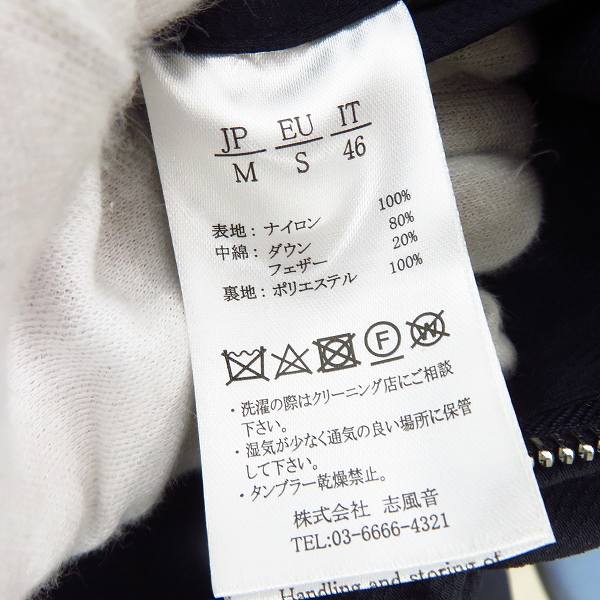 JP EU IT
M S 46
表地：ナイロン 100%
中綿：ダウン 80%
フェザー 20%
裏地：ポリエステル 100%
F W
・洗濯の際はクリーニング店にご相談
下さい。
・湿気が少なく通気の良い場所に保管
して下さい。
・タンブラー乾燥禁止。
株式会社 志風音
TEL:03-6666-4321
Handling and storing of